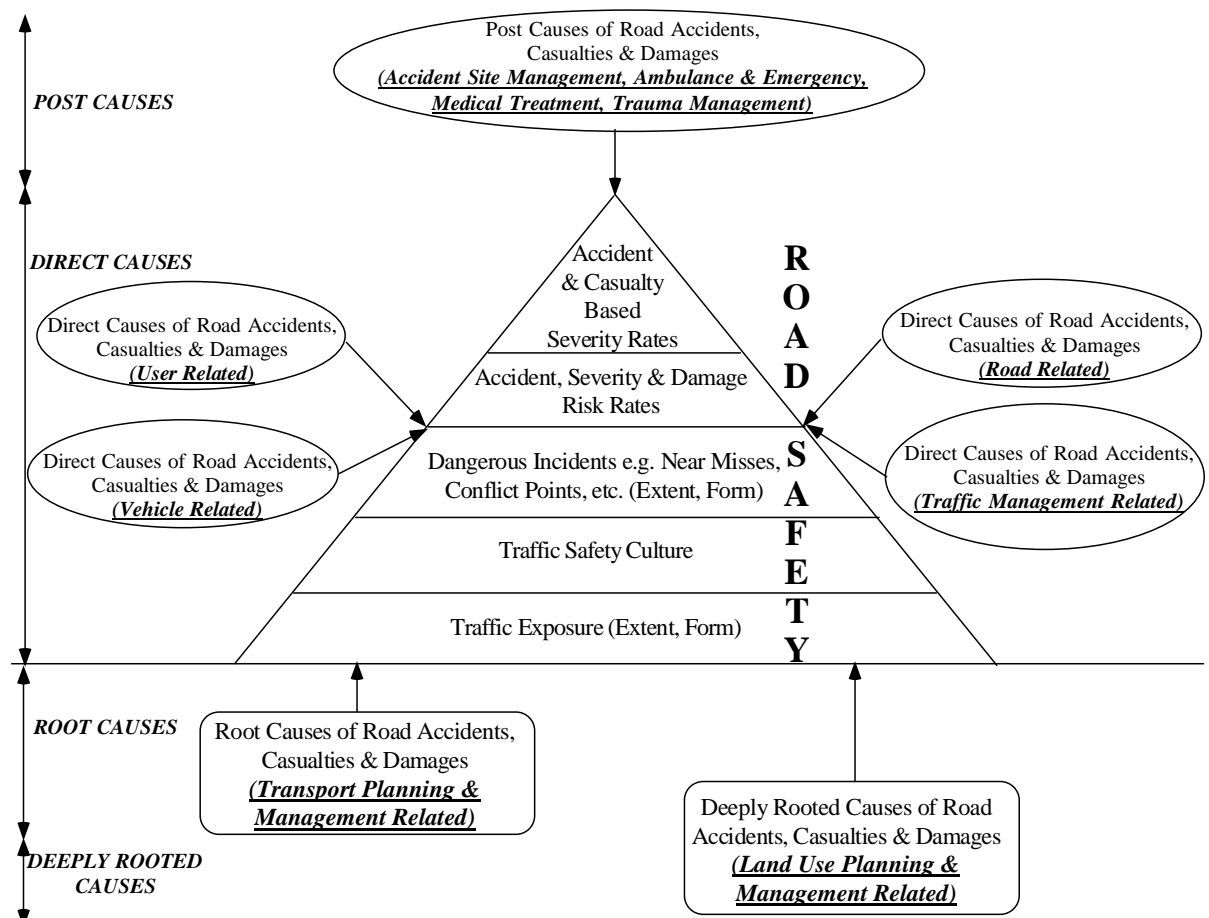 Post Causes of Road Accidents,
Casualties & Damages
(Accident Site Management, Ambulance & Emergency,
Medical Treatment, Trauma Management)
POST CAUSES
DIRECT CAUSES
Accident
& Casualty
Based
Severity Rates
Accident, Severity & Damage
Risk Rates
Dangerous Incidents e.g. Near Misses,
Conflict Points, etc. (Extent, Form)
Traffic Safety Culture
Traffic Exposure (Extent, Form)
R
O
A
D
S
A
F
E
T
Y
Direct Causes of Road Accidents,
Casualties & Damages
(User Related)
Direct Causes of Road Accidents,
Casualties & Damages
(Vehicle Related)
Direct Causes of Road Accidents,
Casualties & Damages
(Road Related)
Direct Causes of Road Accidents,
Casualties & Damages
(Traffic Management Related)
ROOT CAUSES
Root Causes of Road Accidents,
Casualties & Damages
(Transport Planning &
Management Related)
Deeply Rooted Causes of Road
Accidents, Casualties & Damages
(Land Use Planning &
Management Related)
DEEPLY ROOTED
CAUSES